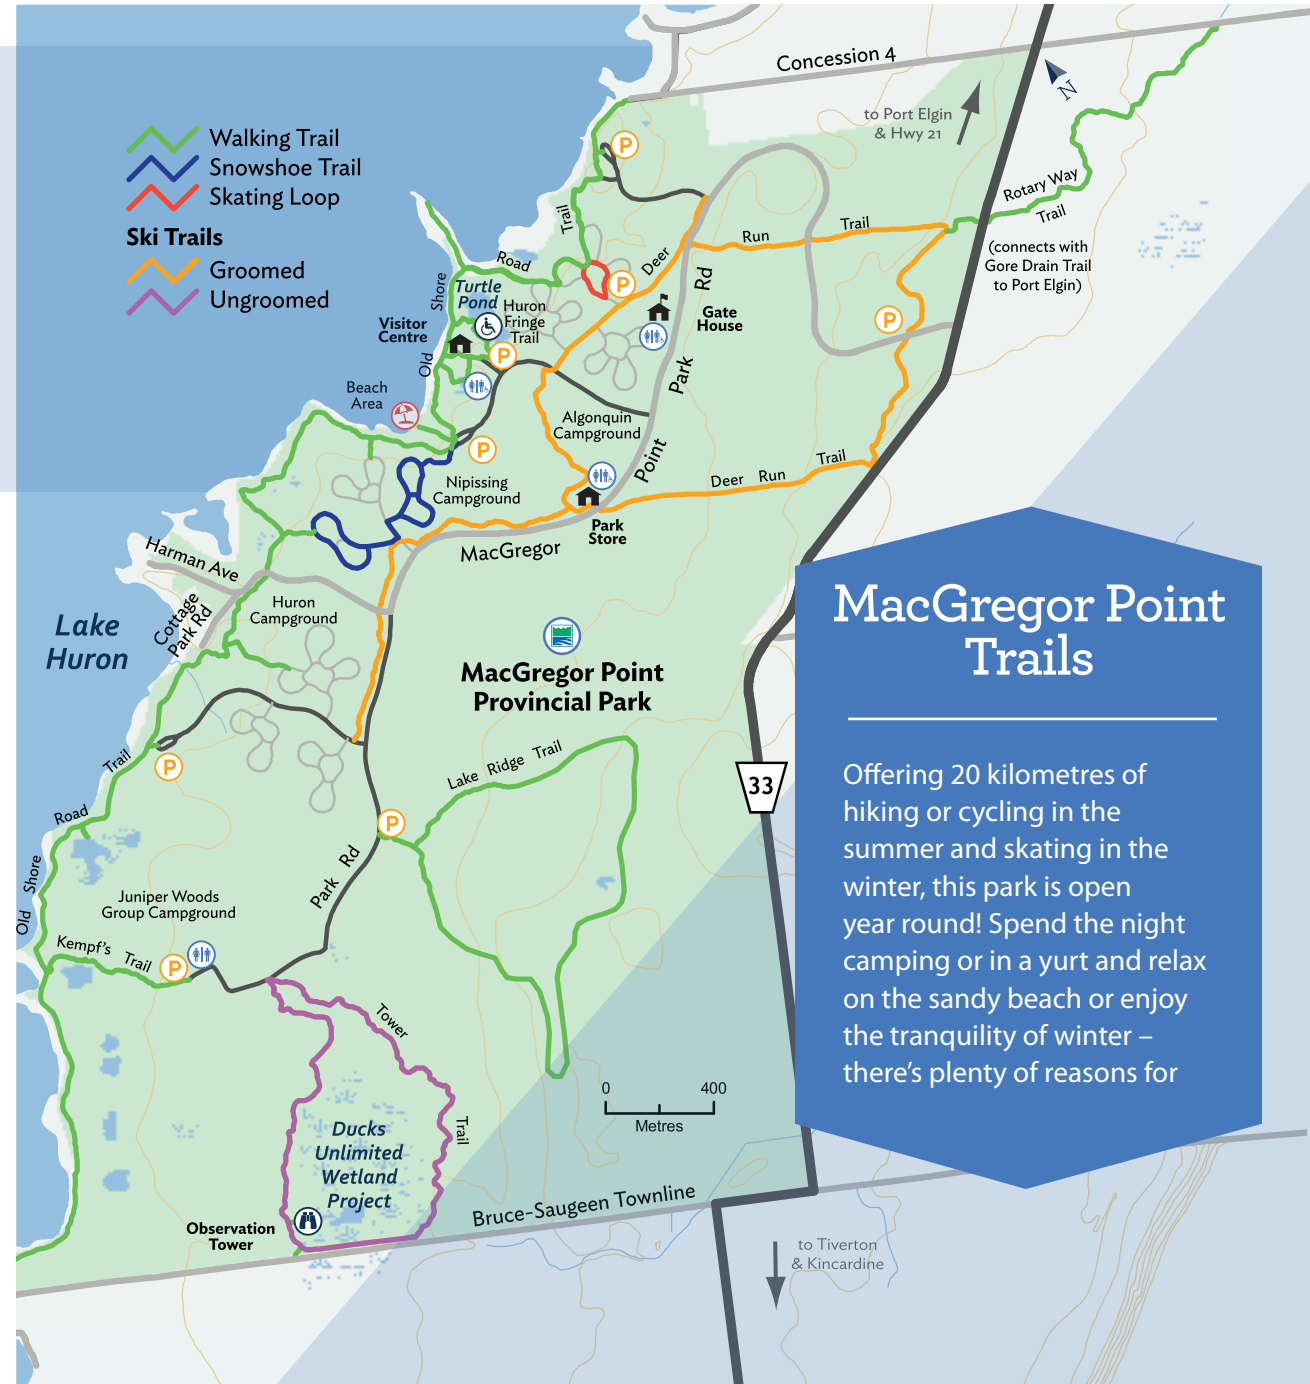 Concession 4
to Port Elgin
& Hwy 21
N
Walking Trail
Snowshoe Trail
Skating Loop
Ski Trails
Groomed
Ungroomed
Rotary Way
Trail
(connects with
Gore Drain Trail
to Port Elgin)
P
Trail
Road
Deer
Run
Trail
Rd
Shore
Turtle
Pond
Huron
Fringe
Trail
P
Gate
House
P
Visitor
Centre
Old
P
Park
Beach
Area
Algonquin
Campground
P
Point
Nipissing
Campground
Deer Run
Trail
Park
Store
MacGregor
Harman Ave
Cottage
Park Rd
Huron
Campground
Lake
Huron
MacGregor Point
Provincial Park
MacGregor Point
Trails
Offering 20 kilometres of
hiking or cycling in the
summer and skating in the
winter, this park is open
year round! Spend the night
camping or in a yurt and relax
on the sandy beach or enjoy
the tranquility of winter –
there's plenty of reasons for
Trail
P
Lake Ridge Trail
33
Road
P
Shore
Old
Park Rd
Juniper Woods
Group Campground
Kempf's Trail
P
Tower
Trail
0 400
Metres
Ducks
Unlimited
Wetland
Project
Observation
Tower
Bruce-Saugeen Townline
to Tiverton
& Kincardine